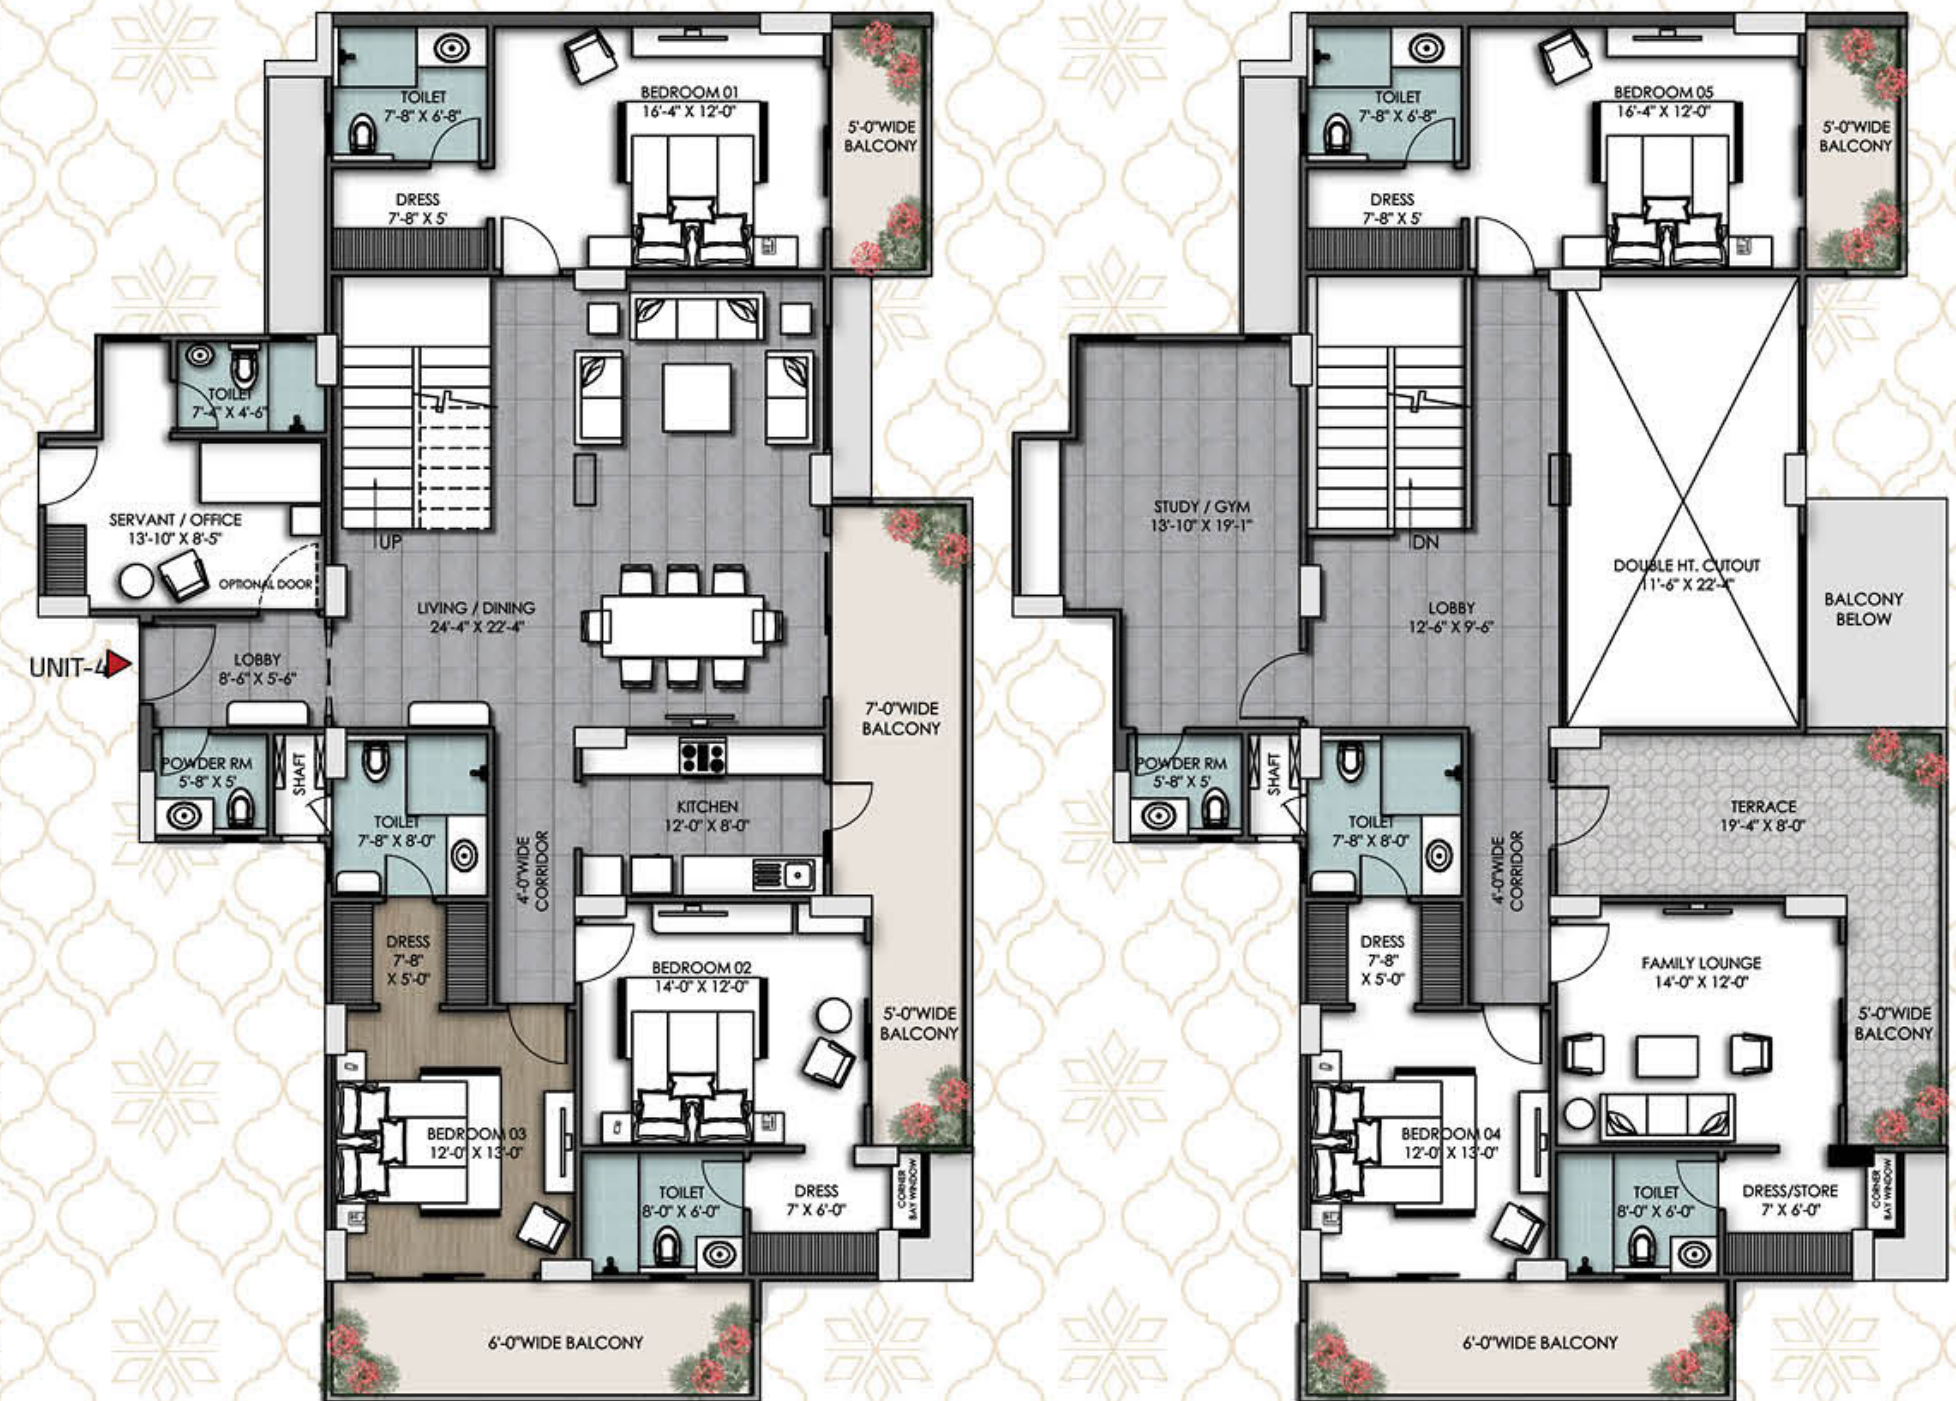 TOILET
7'-8" X 6'-8"
BEDROOM 01
16'-4" X 12'-0"
5'-0"WIDE
BALCONY
DRESS
7'-8" X 5'
TOILET
7'-4" X 4'-6"
SERVANT / OFFICE
13'-10" X 8'-5"
OPTIONAL DOOR
UP
LIVING / DINING
24'-4" X 22'-4"
UNIT-4
LOBBY
8'-6" X 5'-6"
7'-0"WIDE
BALCONY
POWDER RM
5'-8" X 5'
SHAFT
TOILET
7'-8" X 8'-0"
KITCHEN
12'-0" X 8'-0"
4'-0"WIDE
CORRIDOR
DRESS
7'-8"
X 5'-0"
BEDROOM 02
14'-0" X 12'-0"
5'-0"WIDE
BALCONY
BEDROOM 03
12'-0" X 13'-0"
TOILET
8'-0" X 6'-0"
DRESS
7' X 6'-0"
CORNER
BAY WINDOW
6'-0"WIDE BALCONY
TOILET
7'-8" X 6'-8"
BEDROOM 05
16'-4" X 12'-0"
5'-0"WIDE
BALCONY
DRESS
7'-8" X 5'
STUDY / GYM
13'-10" X 19'-1"
DN
DOUBLE HT. CUTOUT
11'-6" X 22'-4"
LOBBY
12'-6" X 9'-6"
BALCONY
BELOW
POWDER RM
5'-8" X 5'
SHAFT
TOILET
7'-8" X 8'-0"
TERRACE
19'-4" X 8'-0"
4'-0"WIDE
CORRIDOR
DRESS
7'-8"
X 5'-0"
FAMILY LOUNGE
14'-0" X 12'-0"
5'-0"WIDE
BALCONY
BEDROOM 04
12'-0" X 13'-0"
TOILET
8'-0" X 6'-0"
DRESS/STORE
7' X 6'-0"
CORNER
BAY WINDOW
6'-0"WIDE BALCONY